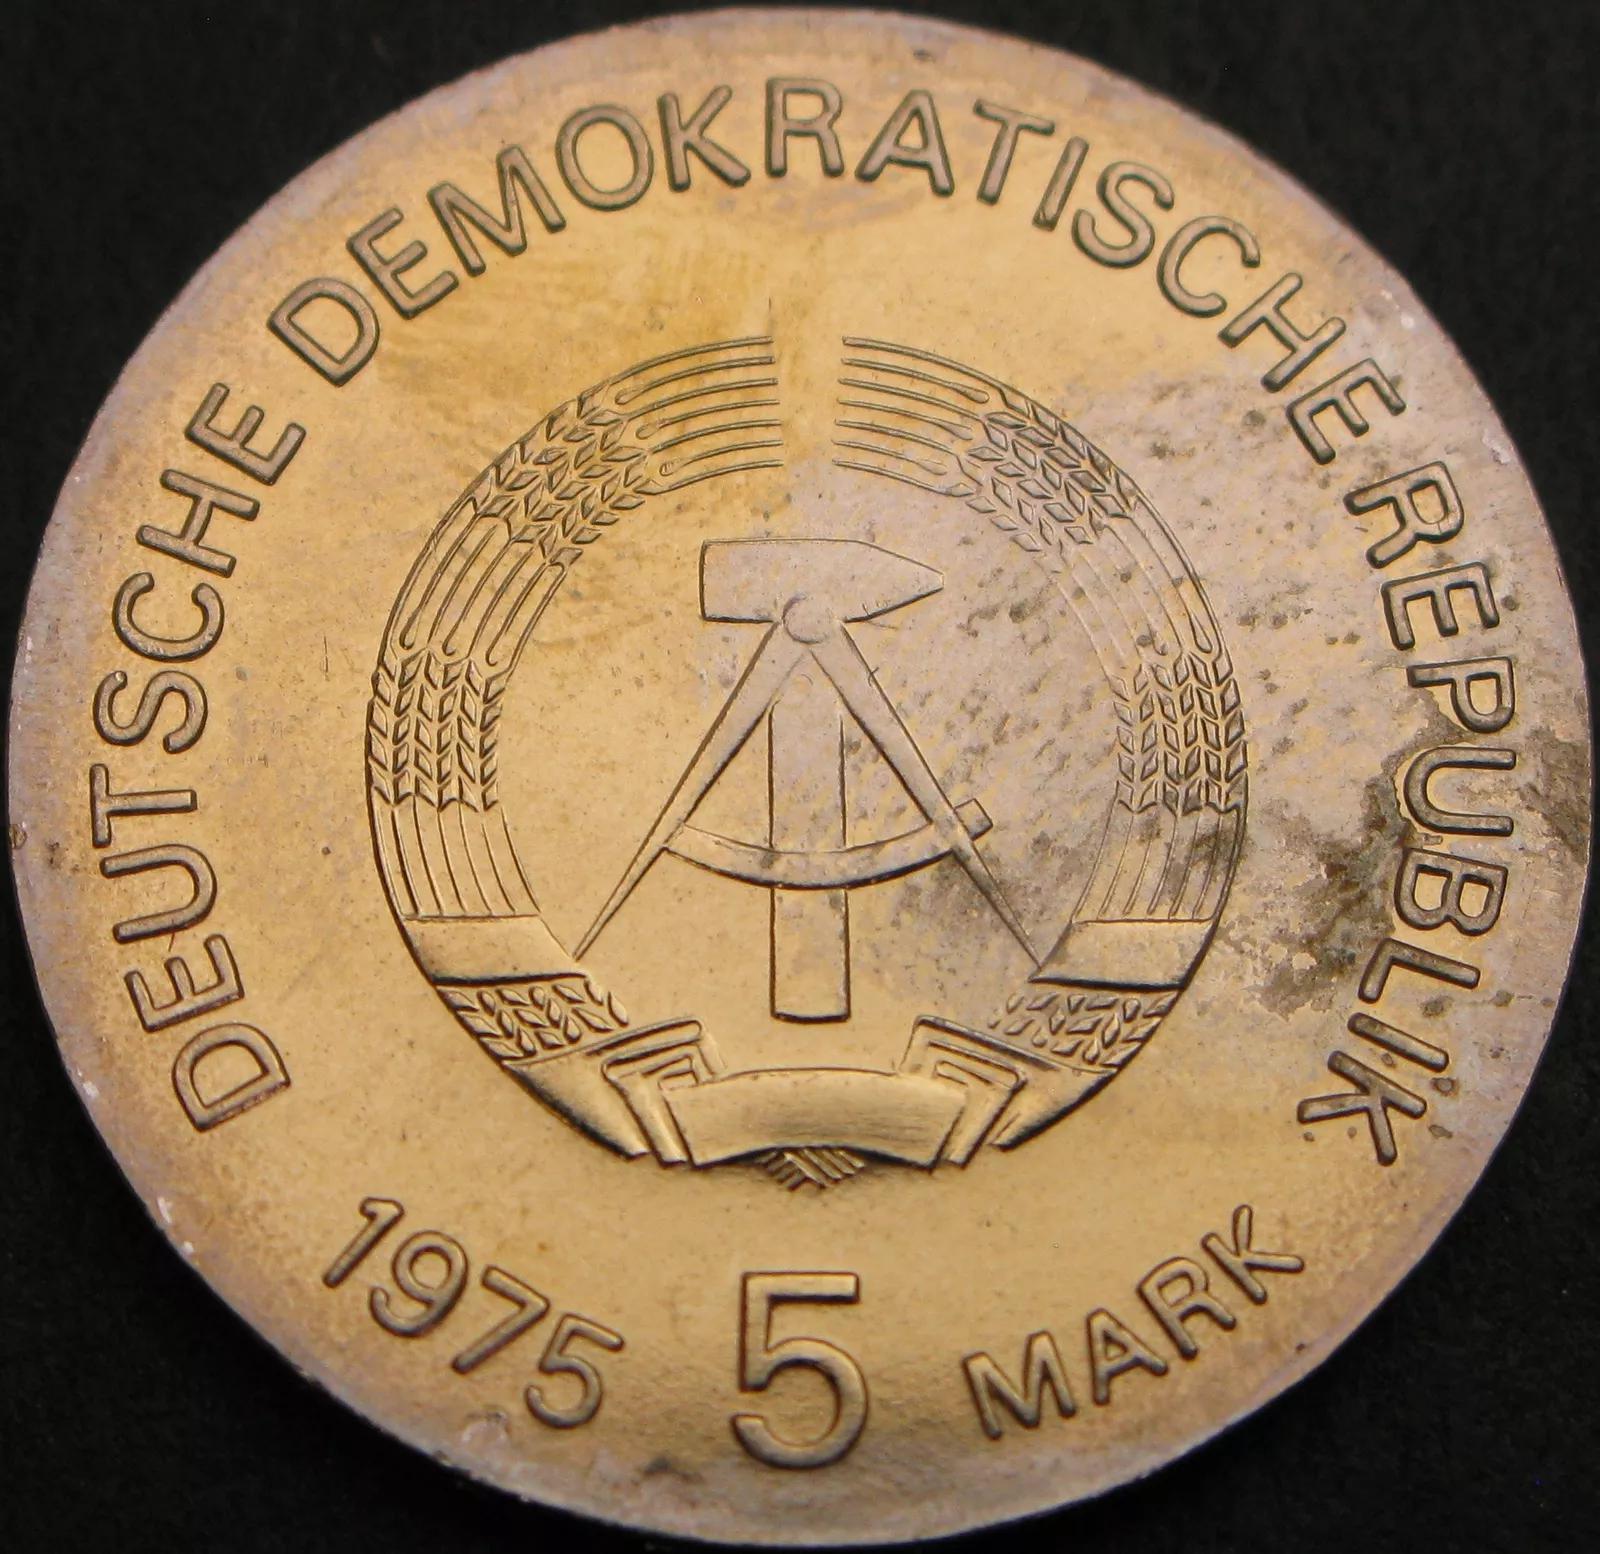 DEUTSCHE DEMOKRATISCHE REPUBLIK
1975 5 MARK